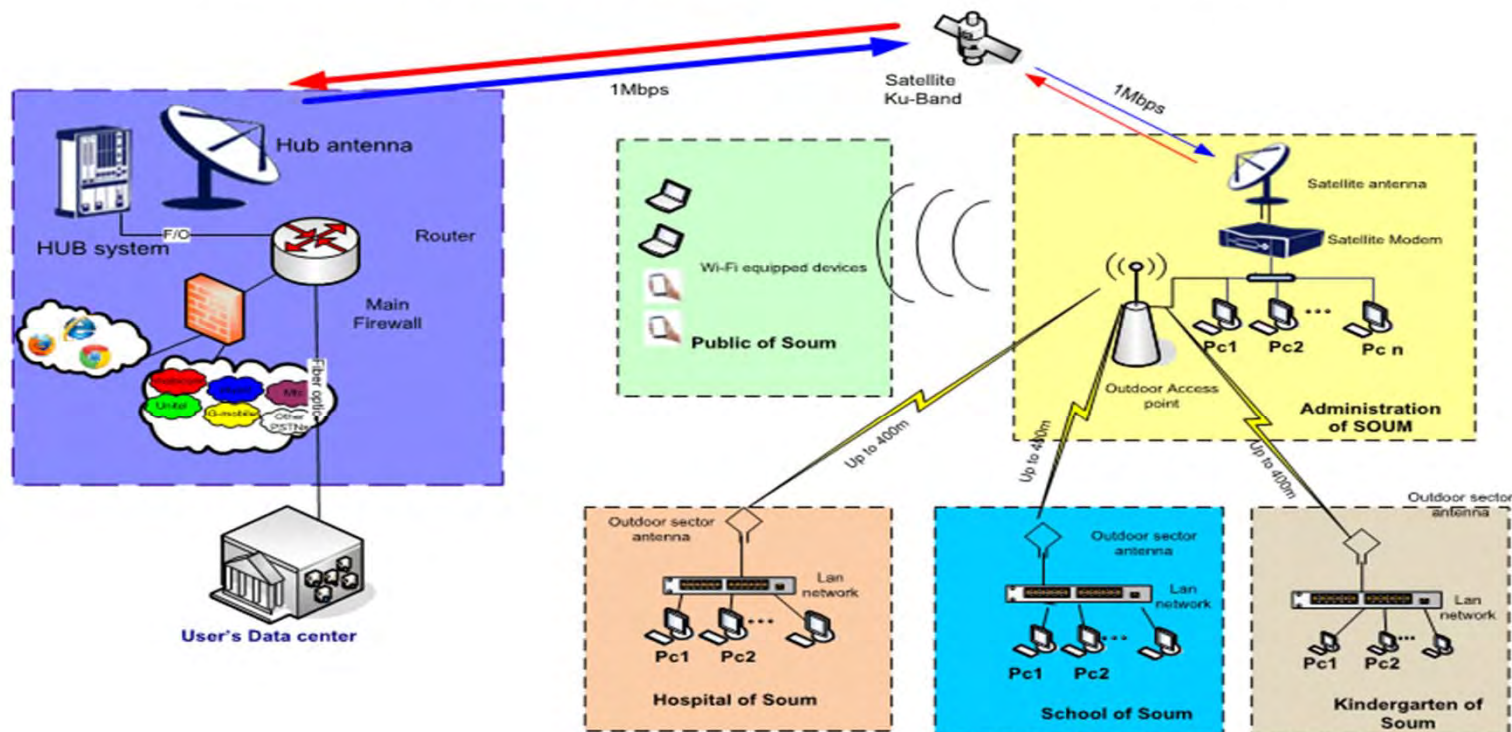 1Mbps
Satellite
Ku-Band
1Mbps
Hub antenna
HUB system
F/O
Router
Main
Firewall
Fiber optic
Unitel
G-mobile
Other
PSTNs
User's Data center
Wi-Fi equipped devices
Public of Soum
Satellite antenna
Satellite Modem
Pc1
Pc2
Pc n
Outdoor Access
point
Administration
of SOUM
Up to 400m
Up to 400m
Up to 400m
Outdoor sector
antenna
Lan
network
Pc1
Pc2
Hospital of Soum
Outdoor sector
antenna
Lan
network
Pc1
Pc2
School of Soum
Outdoor sector
antenna
Lan
network
Pc1
Pc2
Kindergarten of
Soum